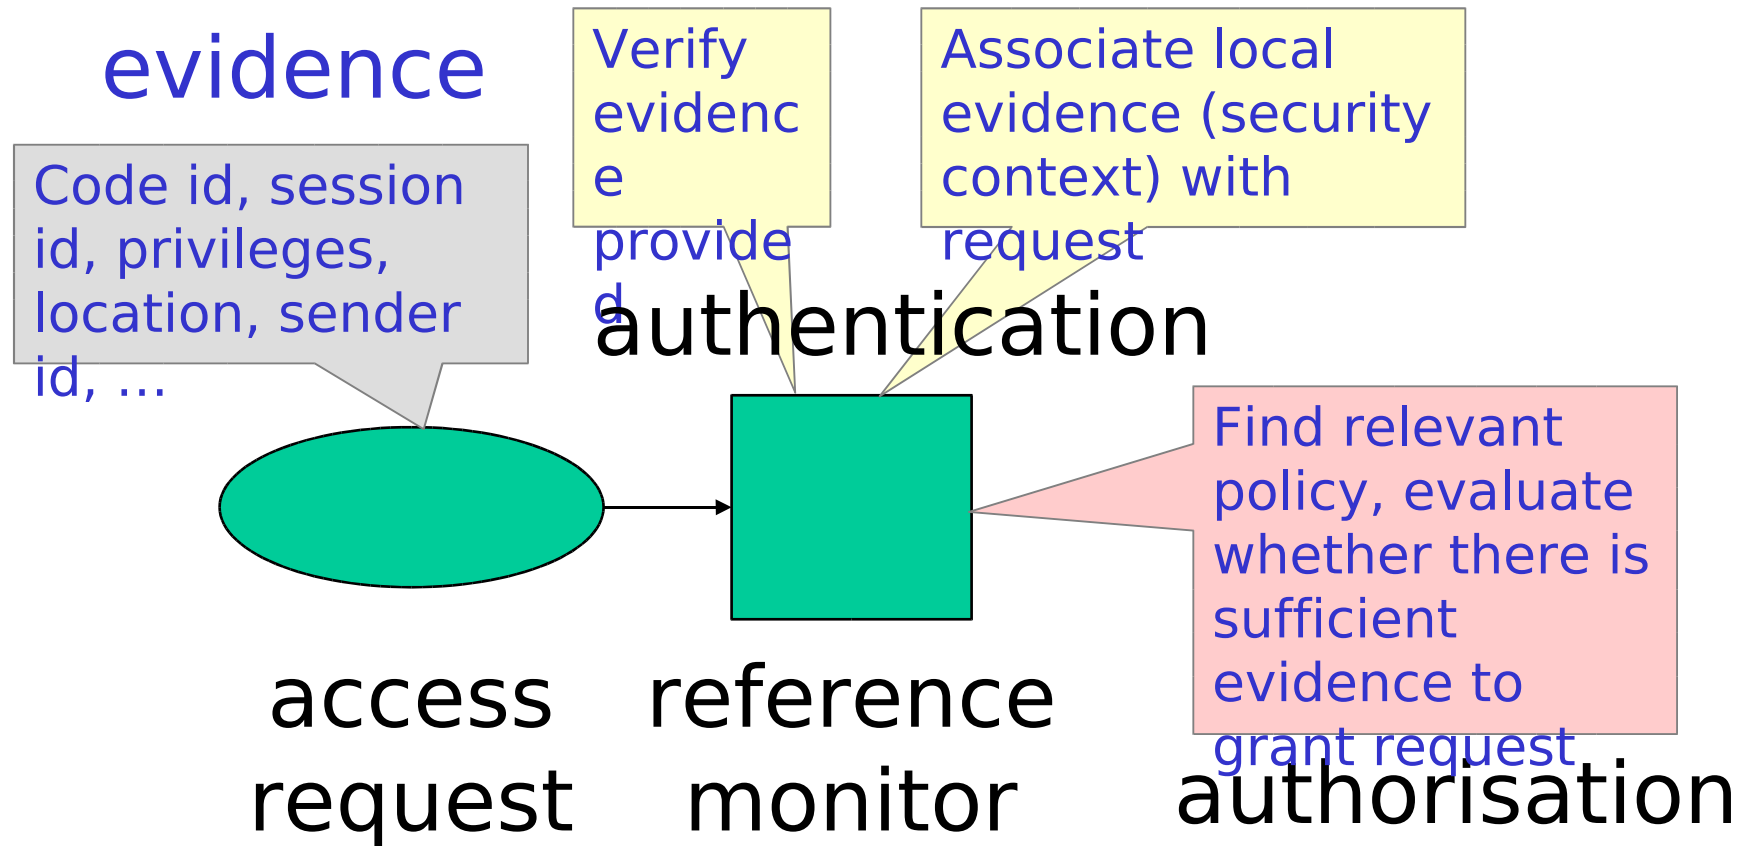 evidence
Code id, session
id, privileges,
location, sender
id, …
Verify
evidenc
e
provide
d
Associate local
evidence (security
context) with
request
authentication
Find relevant
policy, evaluate
whether there is
sufficient
evidence to
grant request
authorisation
access
request
reference
monitor